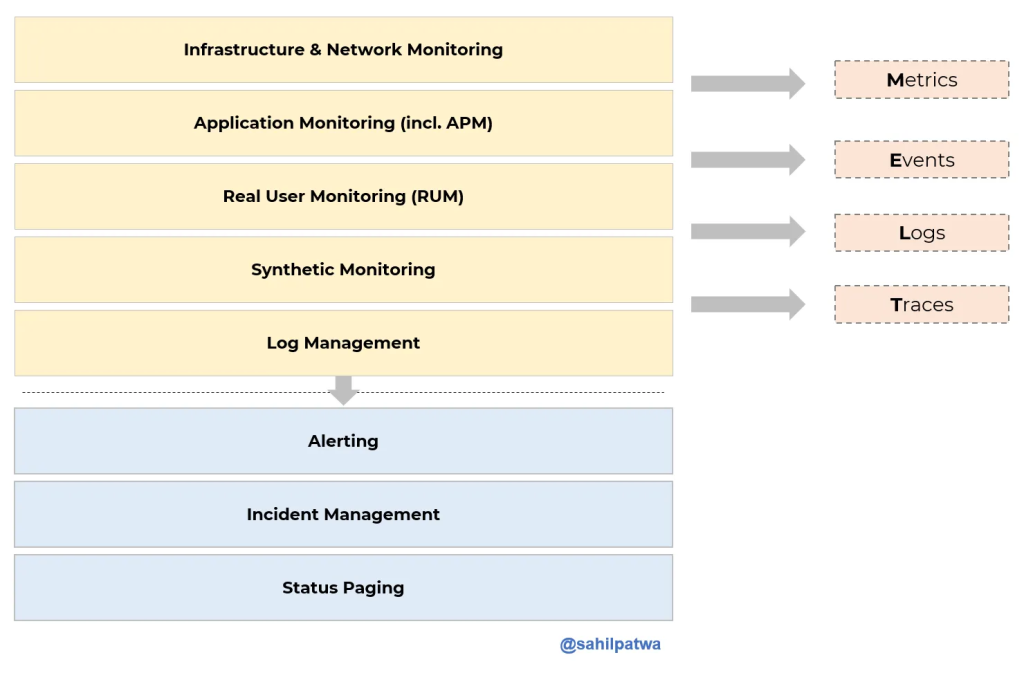 Infrastructure & Network Monitoring
Application Monitoring (incl. APM)
Real User Monitoring (RUM)
Synthetic Monitoring
Log Management
Metrics
Events
Logs
Traces
Alerting
Incident Management
Status Paging
@sahilpatwa